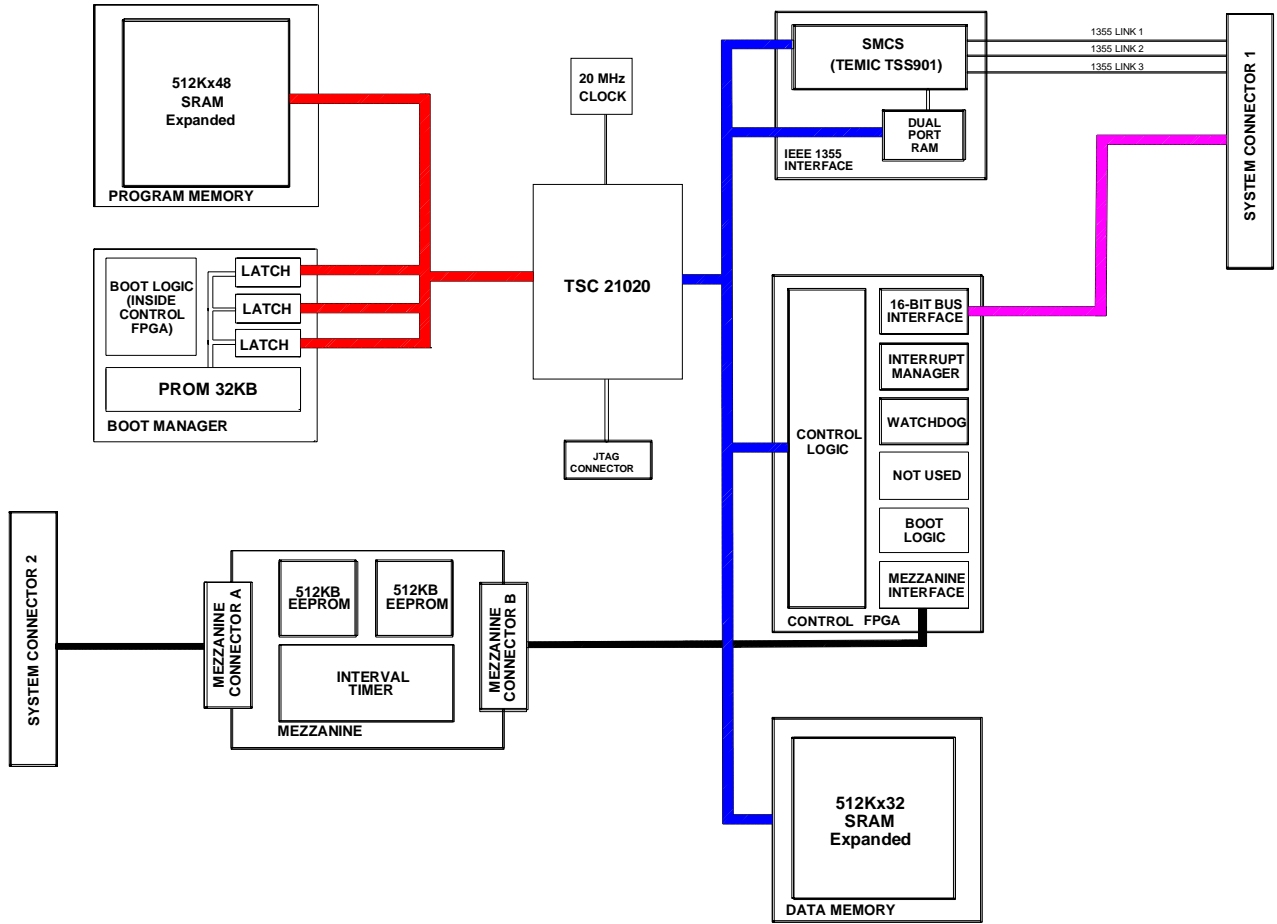 512Kx48
SRAM
Expanded
PROGRAM MEMORY
20 MHz
CLOCK
SMCS
(TEMIC TSS901)
DUAL
PORT
RAM
IEEE 1355
INTERFACE
1355 LINK 1
1355 LINK 2
1355 LINK 3
SYSTEM CONNECTOR 1
BOOT LOGIC
(INSIDE
CONTROL
FPGA)
LATCH
LATCH
LATCH
PROM 32KB
BOOT MANAGER
TSC 21020
JTAG
CONNECTOR
CONTROL
LOGIC
16-BIT BUS
INTERFACE
INTERRUPT
MANAGER
WATCHDOG
NOT USED
BOOT
LOGIC
MEZZANINE
INTERFACE
CONTROL FPGA
SYSTEM CONNECTOR 2
MEZZANINE
CONNECTOR A
512KB
EEPROM
512KB
EEPROM
INTERVAL
TIMER
MEZZANINE
MEZZANINE
CONNECTOR B
512Kx32
SRAM
Expanded
DATA MEMORY